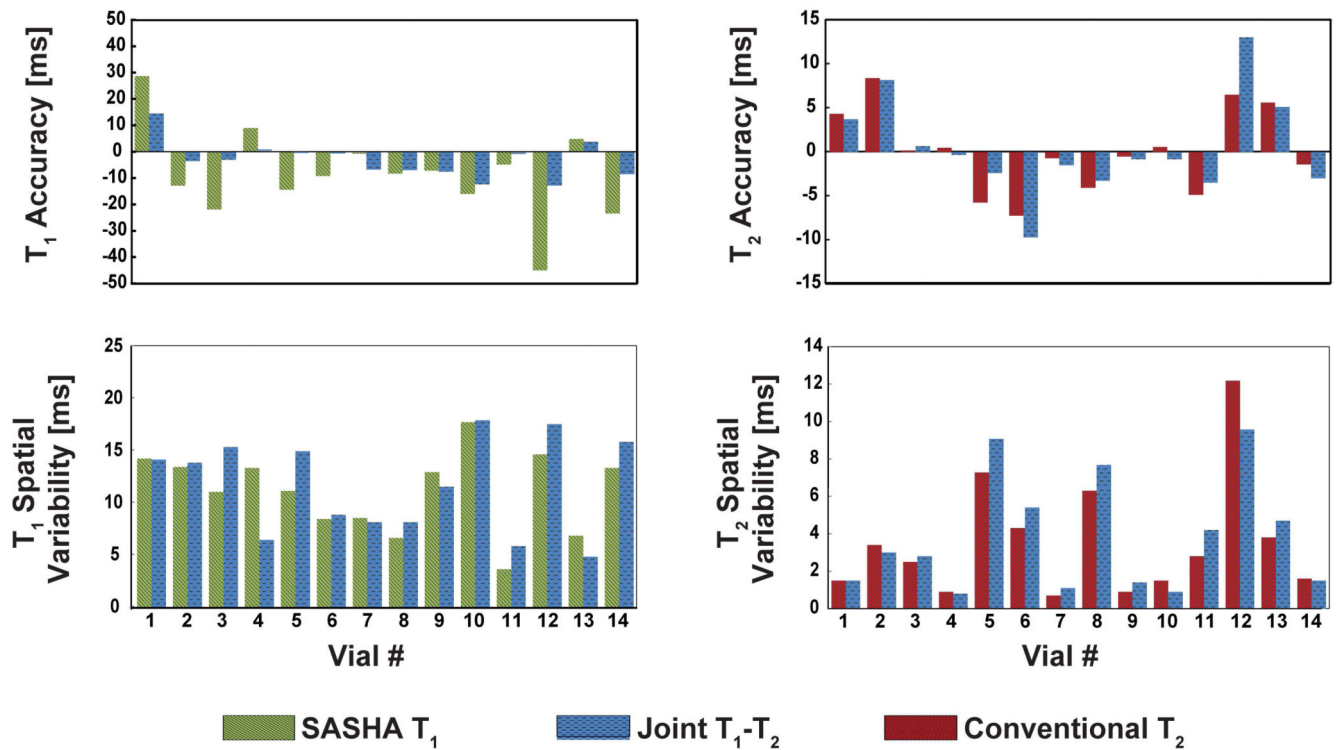 T1 Accuracy [ms]
50
40
30
20
10
0
-10
-20
-30
-40
-50
T2 Accuracy [ms]
15
10
5
0
-5
-10
-15
T1 Spatial
Variability [ms]
25
20
15
10
5
0
1 2 3 4 5 6 7 8 9 10 11 12 13 14
Vial #
T2 Spatial
Variability [ms]
14
12
10
8
6
4
2
0
1 2 3 4 5 6 7 8 9 10 11 12 13 14
Vial #
SASHA T1
Joint T1-T2
Conventional T2